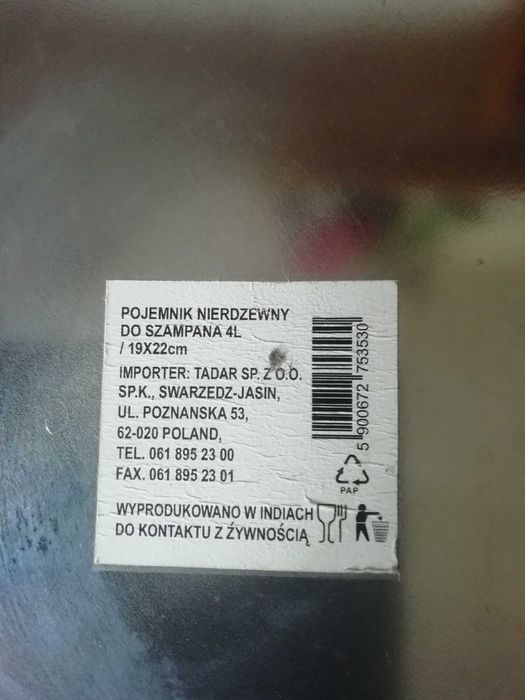 POJEMNIK NIERDZEWNY
DO SZAMPANA 4L
/ 19X22cm
IMPORTER: TADAR SP. Z O.O.
SP.K., SWARZEDZ-JASIN,
UL. POZNANSKA 53,
62-020 POLAND,
TEL. 061 895 23 00
FAX. 061 895 23 01
WYPRODUKOWANO W INDIACH
DO KONTAKTU Z ŻYWNOŚCIĄ
5 900672 753530
PAP